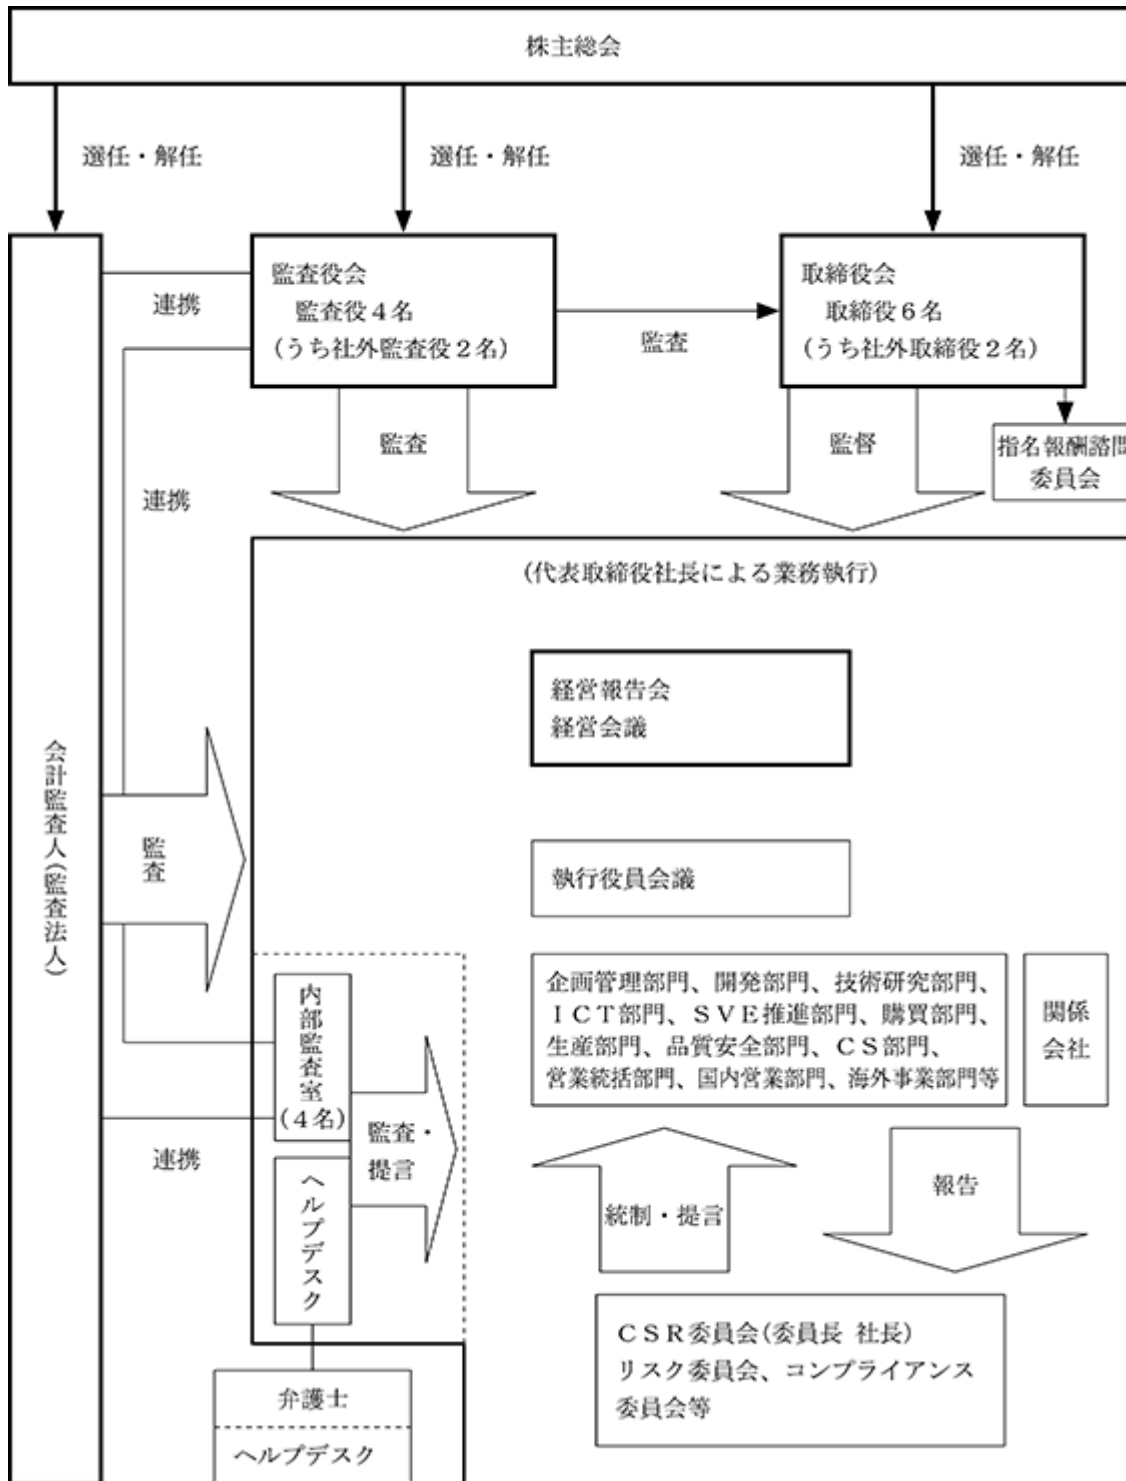 株主総会
選任・解任
選任・解任
選任・解任
監査役会
監査役4名
(うち社外監査役2名)
取締役会
取締役6名
(うち社外取締役2名)
連携
監査
監査
監督
指名報酬諮問
委員会
連携
(代表取締役社長による業務執行)
経営報告会
経営会議
会計監査人(監査法人)
監査
執行役員会議
企画管理部門、開発部門、技術研究部門、
ICT部門、SVE推進部門、購買部門、
生産部門、品質安全部門、CS部門、
営業統括部門、国内営業部門、海外事業部門等
関係
会社
内部監査室
(4名)
監査・
提言
連携
ヘルプデスク
統制・提言
報告
CSR委員会(委員長 社長)
リスク委員会、コンプライアンス
委員会等
弁護士
ヘルプデスク